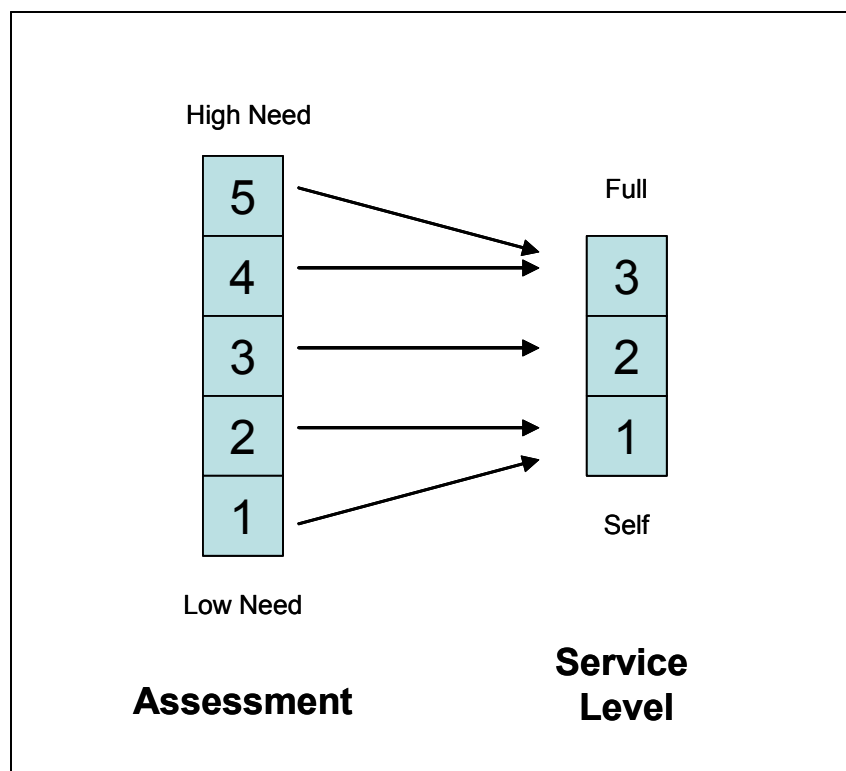 High Need
5
4
3
2
1
Low Need
Assessment
Full
3
2
1
Self
Service
Level